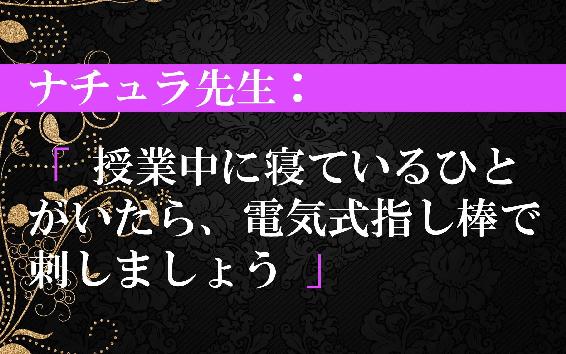 ナチュラ先生：
「 授業中に寝ているひと
がいたら、電気式指し棒で
刺しましょう 」